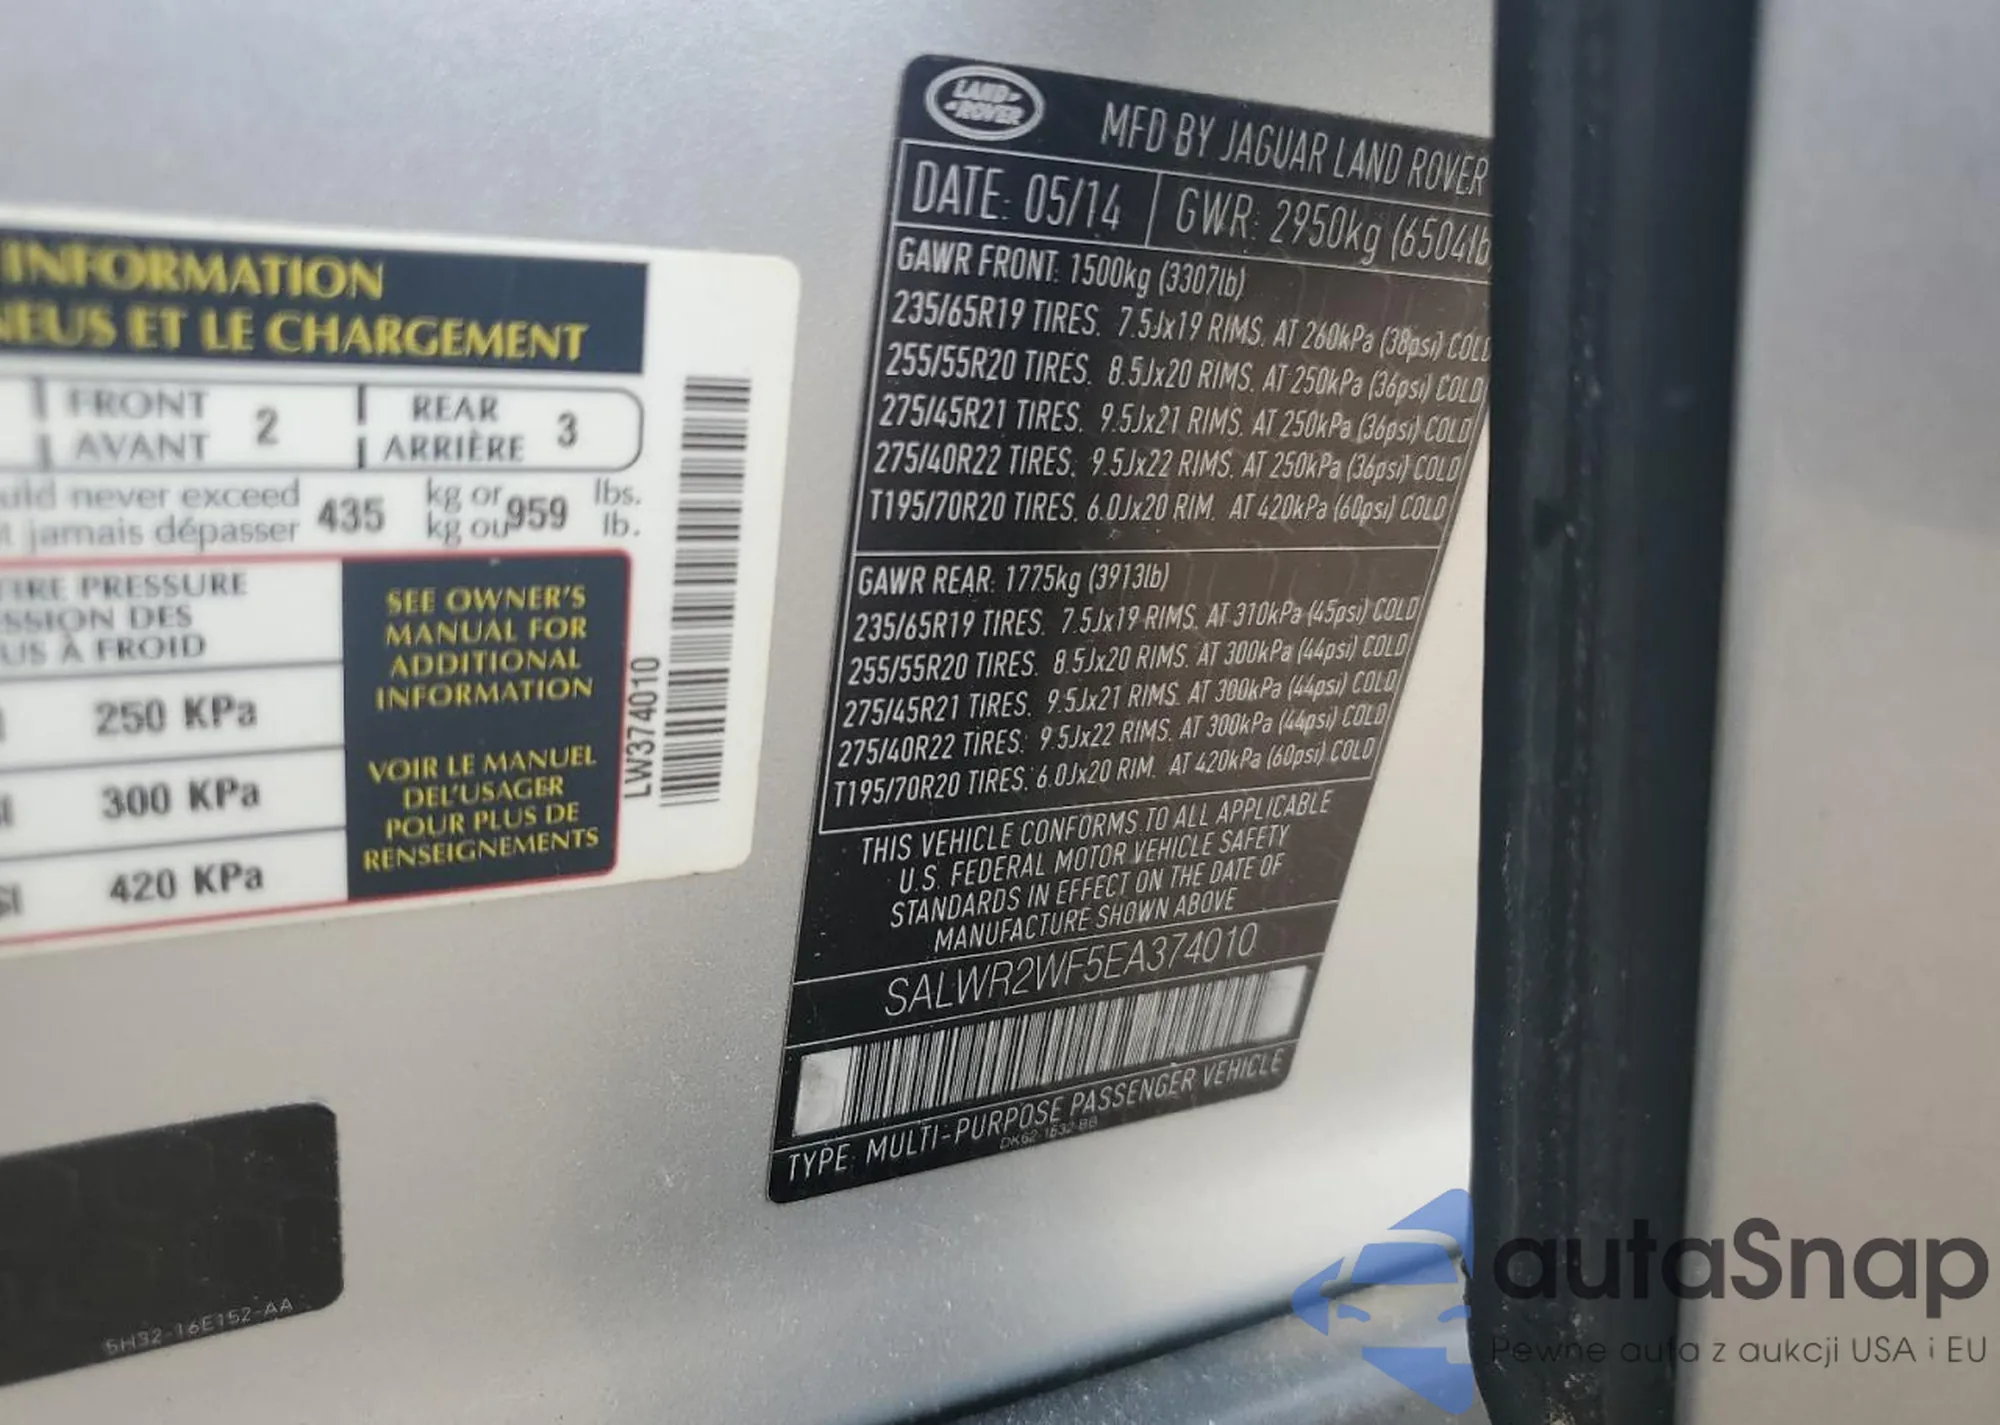 INFORMATION
NEUS ET LE CHARGEMENT
FRONT
AVANT
2
REAR
ARRIÈRE
3
never exceed
jamais dépasser
435
kg or
kg ou
959
lbs.
lb.
TIRE PRESSURE
DES
À FROID
250 KPa
300 KPa
420 KPa
SEE OWNER'S
MANUAL FOR
ADDITIONAL
INFORMATION
VOIR LE MANUEL
DEL'USAGER
POUR PLUS DE
RENSEIGNEMENTS
LW374010
5H32-16E152-AA
LAND
ROVER
MFD BY JAGUAR LAND ROVER
DATE: 05/14
GWR: 2950kg (6504lb
GAWR FRONT: 1500kg (3307lb)
235/65R19 TIRES. 7.5Jx19 RIMS. AT 260kPa (38psi) COLD
255/55R20 TIRES. 8.5Jx20 RIMS. AT 250kPa (36psi) COLD
275/45R21 TIRES. 9.5Jx21 RIMS. AT 250kPa (36psi) COLD
275/40R22 TIRES. 9.5Jx22 RIMS. AT 250kPa (36psi) COLD
T195/70R20 TIRES. 6.0Jx20 RIM. AT 420kPa (60psi) COLD
GAWR REAR: 1775kg (3913lb)
235/65R19 TIRES. 7.5Jx19 RIMS. AT 310kPa (45psi) COLD
255/55R20 TIRES. 8.5Jx20 RIMS. AT 300kPa (44psi) COLD
275/45R21 TIRES. 9.5Jx21 RIMS. AT 300kPa (44psi) COLD
275/40R22 TIRES: 9.5Jx22 RIMS. AT 300kPa (44psi) COLD
T195/70R20 TIRES: 6.0Jx20 RIM. AT 420kPa (60psi) COLD
THIS VEHICLE CONFORMS TO ALL APPLICABLE
U.S. FEDERAL MOTOR VEHICLE SAFETY
STANDARDS IN EFFECT ON THE DATE OF
MANUFACTURE SHOWN ABOVE
SALWR2WF5EA374010
TYPE: MULTI-PURPOSE PASSENGER VEHICLE
DK62-1532-BB
autaSnap
Pewne auta z aukcji USA i EU